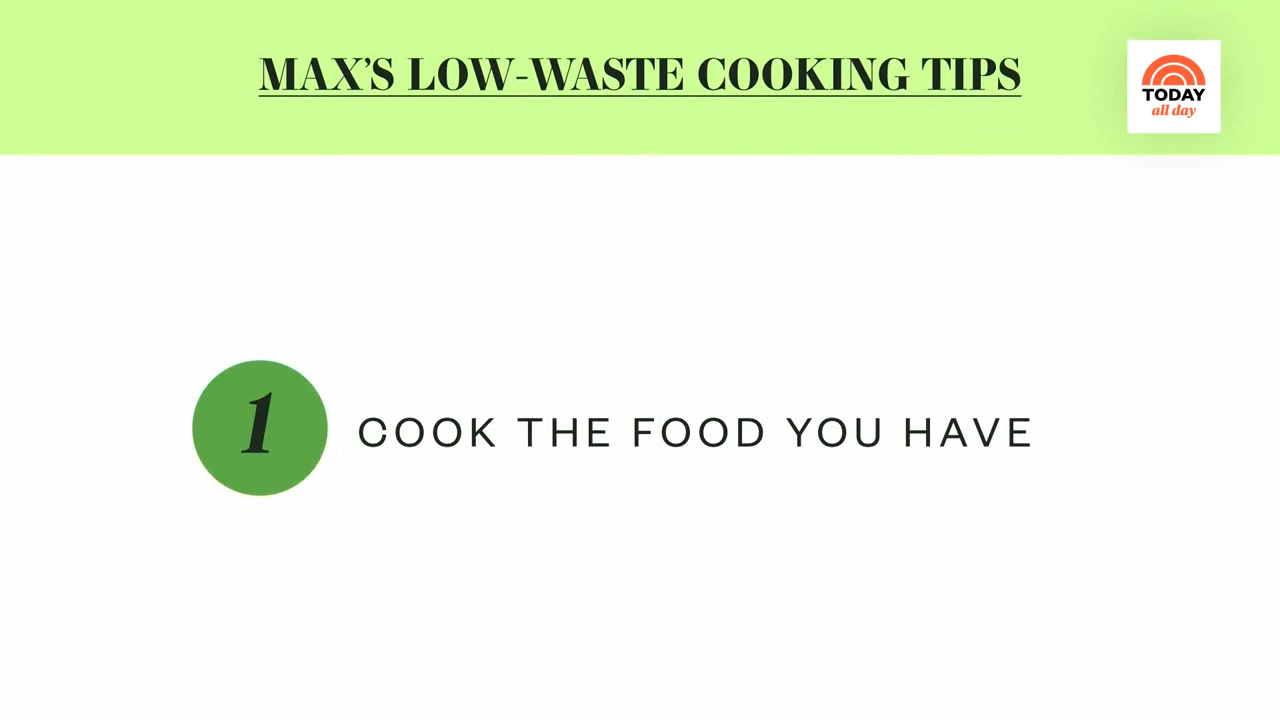 MAX'S LOW-WASTE COOKING TIPS
TODAY
all day
1
COOK THE FOOD YOU HAVE